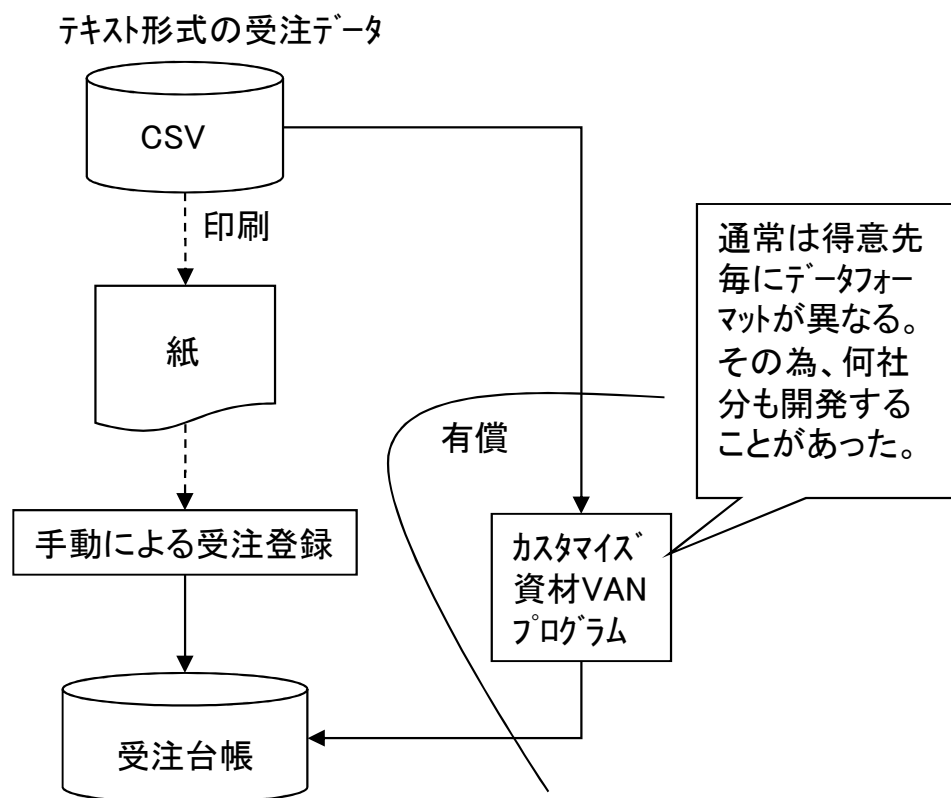 ﾃｷｽﾄ形式の受注ﾃﾞｰﾀ
CSV
印刷
紙
手動による受注登録
受注台帳
有償
ｶｽﾀﾏｲｽﾞ
資材VAN
ﾌﾟﾛｸﾞﾗﾑ
通常は得意先
毎にﾃﾞｰﾀﾌｫｰ
ﾏｯﾄが異なる。
その為、何社
分も開発する
ことがあった。